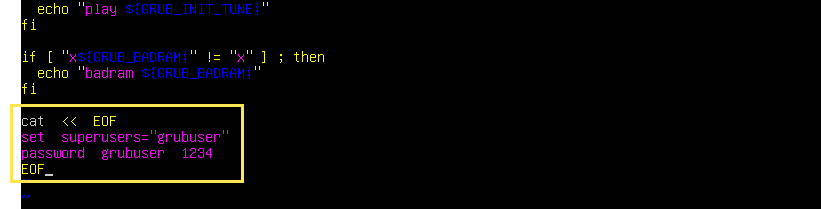 echo "play ${GRUB_INIT_TUNE}"
fi
if [ "x${GRUB_BADRAM}" != "x" ] ; then
echo "badram ${GRUB_BADRAM}"
fi
cat << EOF
set superusers="grubuser"
password grubuser 1234
EOF_
~